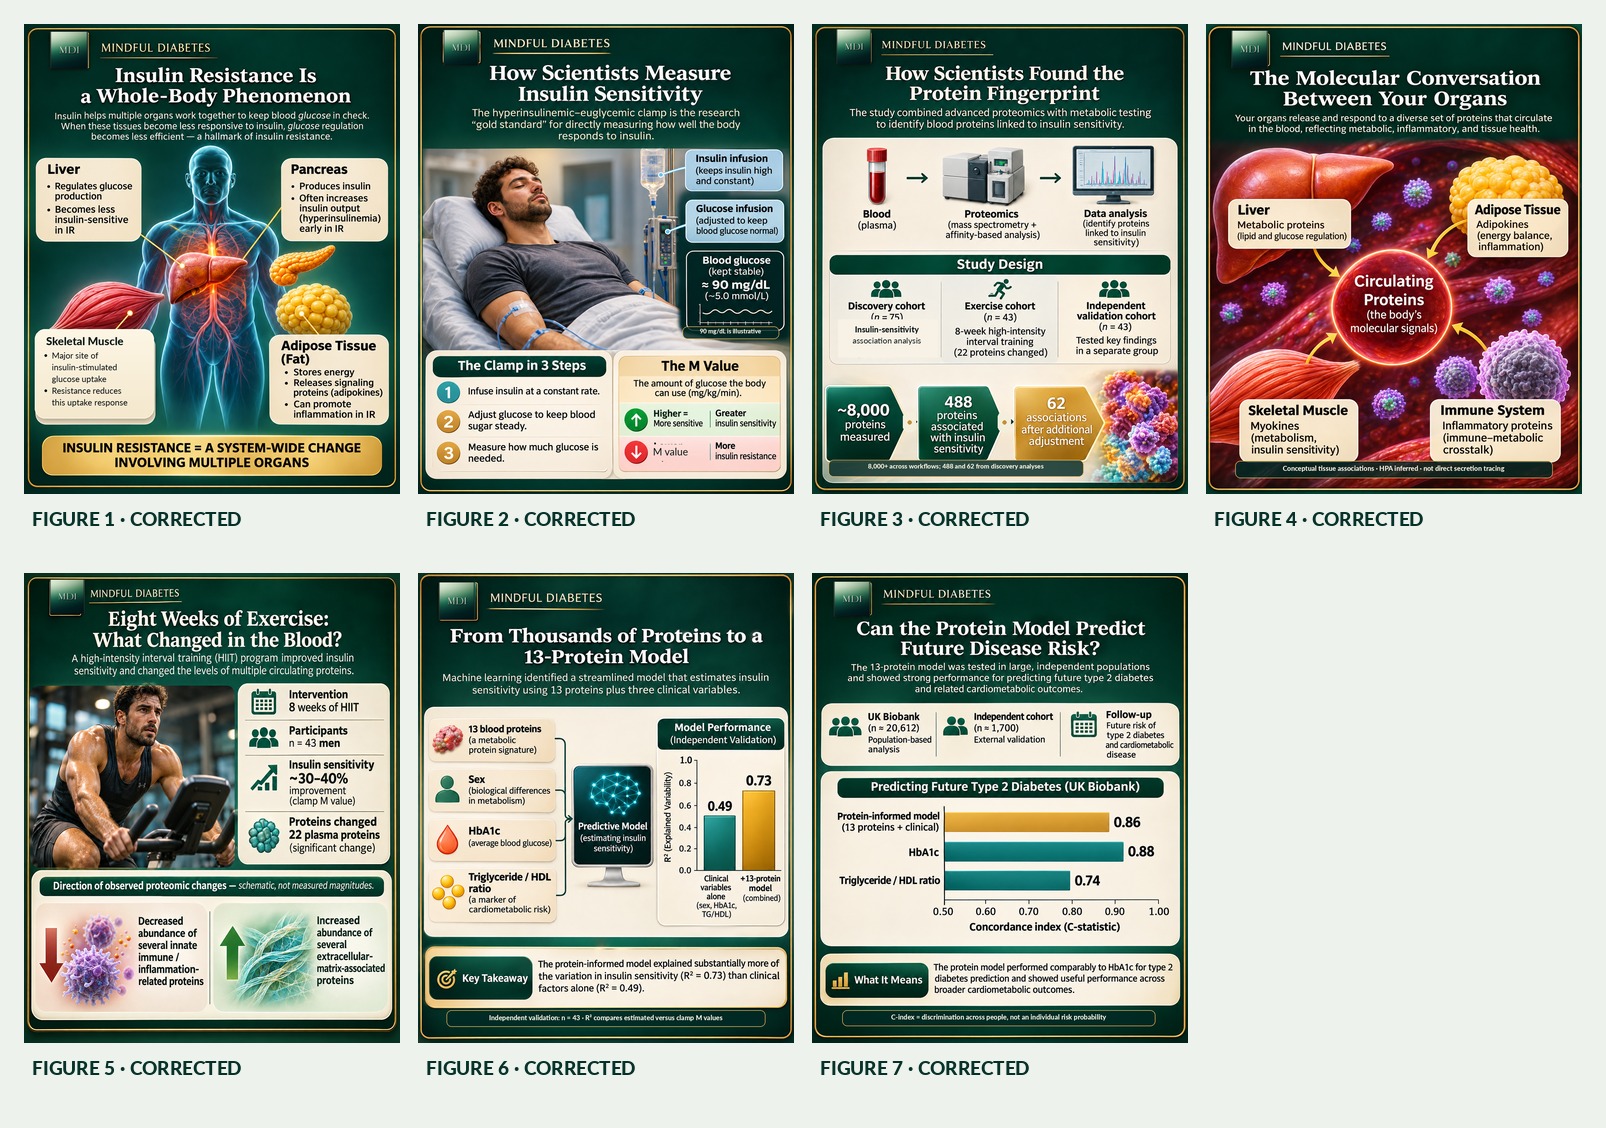 MDI
MINDFUL DIABETES
Insulin Resistance Is
a Whole-Body Phenomenon
Insulin helps multiple organs work together to keep blood glucose in check.
When these tissues become less responsive to insulin, glucose regulation
becomes less efficient — a hallmark of insulin resistance.
Liver
• Regulates glucose
production
• Becomes less
insulin-sensitive
in IR
Pancreas
• Produces insulin
• Often increases
insulin output
(hyperinsulinemia)
early in IR
Skeletal Muscle
• Major site of
insulin-stimulated
glucose uptake
• Resistance reduces
this uptake response
Adipose Tissue
(Fat)
• Stores energy
• Releases signaling
proteins (adipokines)
• Can promote
inflammation in IR
INSULIN RESISTANCE = A SYSTEM-WIDE CHANGE
INVOLVING MULTIPLE ORGANS
FIGURE 1 · CORRECTED
MDI
MINDFUL DIABETES
How Scientists Measure
Insulin Sensitivity
The hyperinsulinemic–euglycemic clamp is the research
“gold standard” for directly measuring how well the body
responds to insulin.
Insulin infusion
(keeps insulin high
and constant)
Glucose infusion
(adjusted to keep
blood glucose normal)
Blood glucose
(kept stable)
≈ 90 mg/dL
(~5.0 mmol/L)
90 mg/dL is illustrative
The Clamp in 3 Steps
1 Infuse insulin at a constant rate.
2 Adjust glucose to keep blood
sugar steady.
3 Measure how much glucose is
needed.
The M Value
The amount of glucose the body
can use (mg/kg/min).
Higher =
More sensitive
Greater
insulin sensitivity
M value
More
insulin resistance
FIGURE 2 · CORRECTED
MDI
MINDFUL DIABETES
How Scientists Found the
Protein Fingerprint
The study combined advanced proteomics with metabolic testing
to identify blood proteins linked to insulin sensitivity.
Blood
(plasma)
Proteomics
(mass spectrometry +
affinity-based analysis)
Data analysis
(identify proteins
linked to insulin
sensitivity)
Study Design
Discovery cohort
(n = 75)
Insulin-sensitivity
association analysis
Exercise cohort
(n = 43)
8-week high-intensity
interval training
(22 proteins changed)
Independent
validation cohort
(n = 43)
Tested key findings
in a separate group
~8,000
proteins
measured
488
proteins
associated
with insulin
sensitivity
62
associations
after additional
adjustment
8,000+ across workflows; 488 and 62 from discovery analyses
FIGURE 3 · CORRECTED
MDI
MINDFUL DIABETES
The Molecular Conversation
Between Your Organs
Your organs release and respond to a diverse set of proteins that circulate
in the blood, reflecting metabolic, inflammatory, and tissue health.
Liver
Metabolic proteins
(lipid and glucose regulation)
Adipose Tissue
Adipokines
(energy balance,
inflammation)
Circulating
Proteins
(the body's
molecular signals)
Skeletal Muscle
Myokines
(metabolism,
insulin sensitivity)
Immune System
Inflammatory proteins
(immune–metabolic
crosstalk)
Conceptual tissue associations · HPA inferred · not direct secretion tracing
FIGURE 4 · CORRECTED
MDI
MINDFUL DIABETES
Eight Weeks of Exercise:
What Changed in the Blood?
A high-intensity interval training (HIIT) program improved insulin
sensitivity and changed the levels of multiple circulating proteins.
Intervention
8 weeks of HIIT
Participants
n = 43 men
Insulin sensitivity
~30–40%
improvement
(clamp M value)
Proteins changed
22 plasma proteins
(significant change)
Direction of observed proteomic changes — schematic, not measured magnitudes.
Decreased
abundance of
several innate
immune /
inflammation-
related proteins
Increased
abundance of
several
extracellular-
matrix-associated
proteins
FIGURE 5 · CORRECTED
MDI
MINDFUL DIABETES
From Thousands of Proteins to a
13-Protein Model
Machine learning identified a streamlined model that estimates insulin
sensitivity using 13 proteins plus three clinical variables.
13 blood proteins
(a metabolic
protein signature)
Sex
(biological differences
in metabolism)
HbA1c
(average blood glucose)
Triglyceride / HDL
ratio
(a marker of
cardiometabolic risk)
Predictive Model
(estimating insulin
sensitivity)
Model Performance
(Independent Validation)
R² (Explained Variability)
1.0
0.8
0.6
0.4
0.2
0.0
0.49
0.73
Clinical
variables
alone
(sex, HbA1c,
TG/HDL)
+13-protein
model
(combined)
Key Takeaway
The protein-informed model explained substantially more of
the variation in insulin sensitivity (R² = 0.73) than clinical
factors alone (R² = 0.49).
Independent validation: n = 43 · R² compares estimated versus clamp M values
FIGURE 6 · CORRECTED
MDI
MINDFUL DIABETES
Can the Protein Model Predict
Future Disease Risk?
The 13-protein model was tested in large, independent populations
and showed strong performance for predicting future type 2 diabetes
and related cardiometabolic outcomes.
UK Biobank
(n ≈ 20,612)
Population-based
analysis
Independent cohort
(n ≈ 1,700)
External validation
Follow-up
Future risk of
type 2 diabetes
and cardiometabolic
disease
Predicting Future Type 2 Diabetes (UK Biobank)
Protein-informed model
(13 proteins + clinical)
0.86
HbA1c
0.88
Triglyceride / HDL ratio
0.74
0.50 0.60 0.70 0.80 0.90 1.00
Concordance index (C-statistic)
What It Means
The protein model performed comparably to HbA1c for type 2
diabetes prediction and showed useful performance across
broader cardiometabolic outcomes.
C-index = discrimination across people, not an individual risk probability
FIGURE 7 · CORRECTED